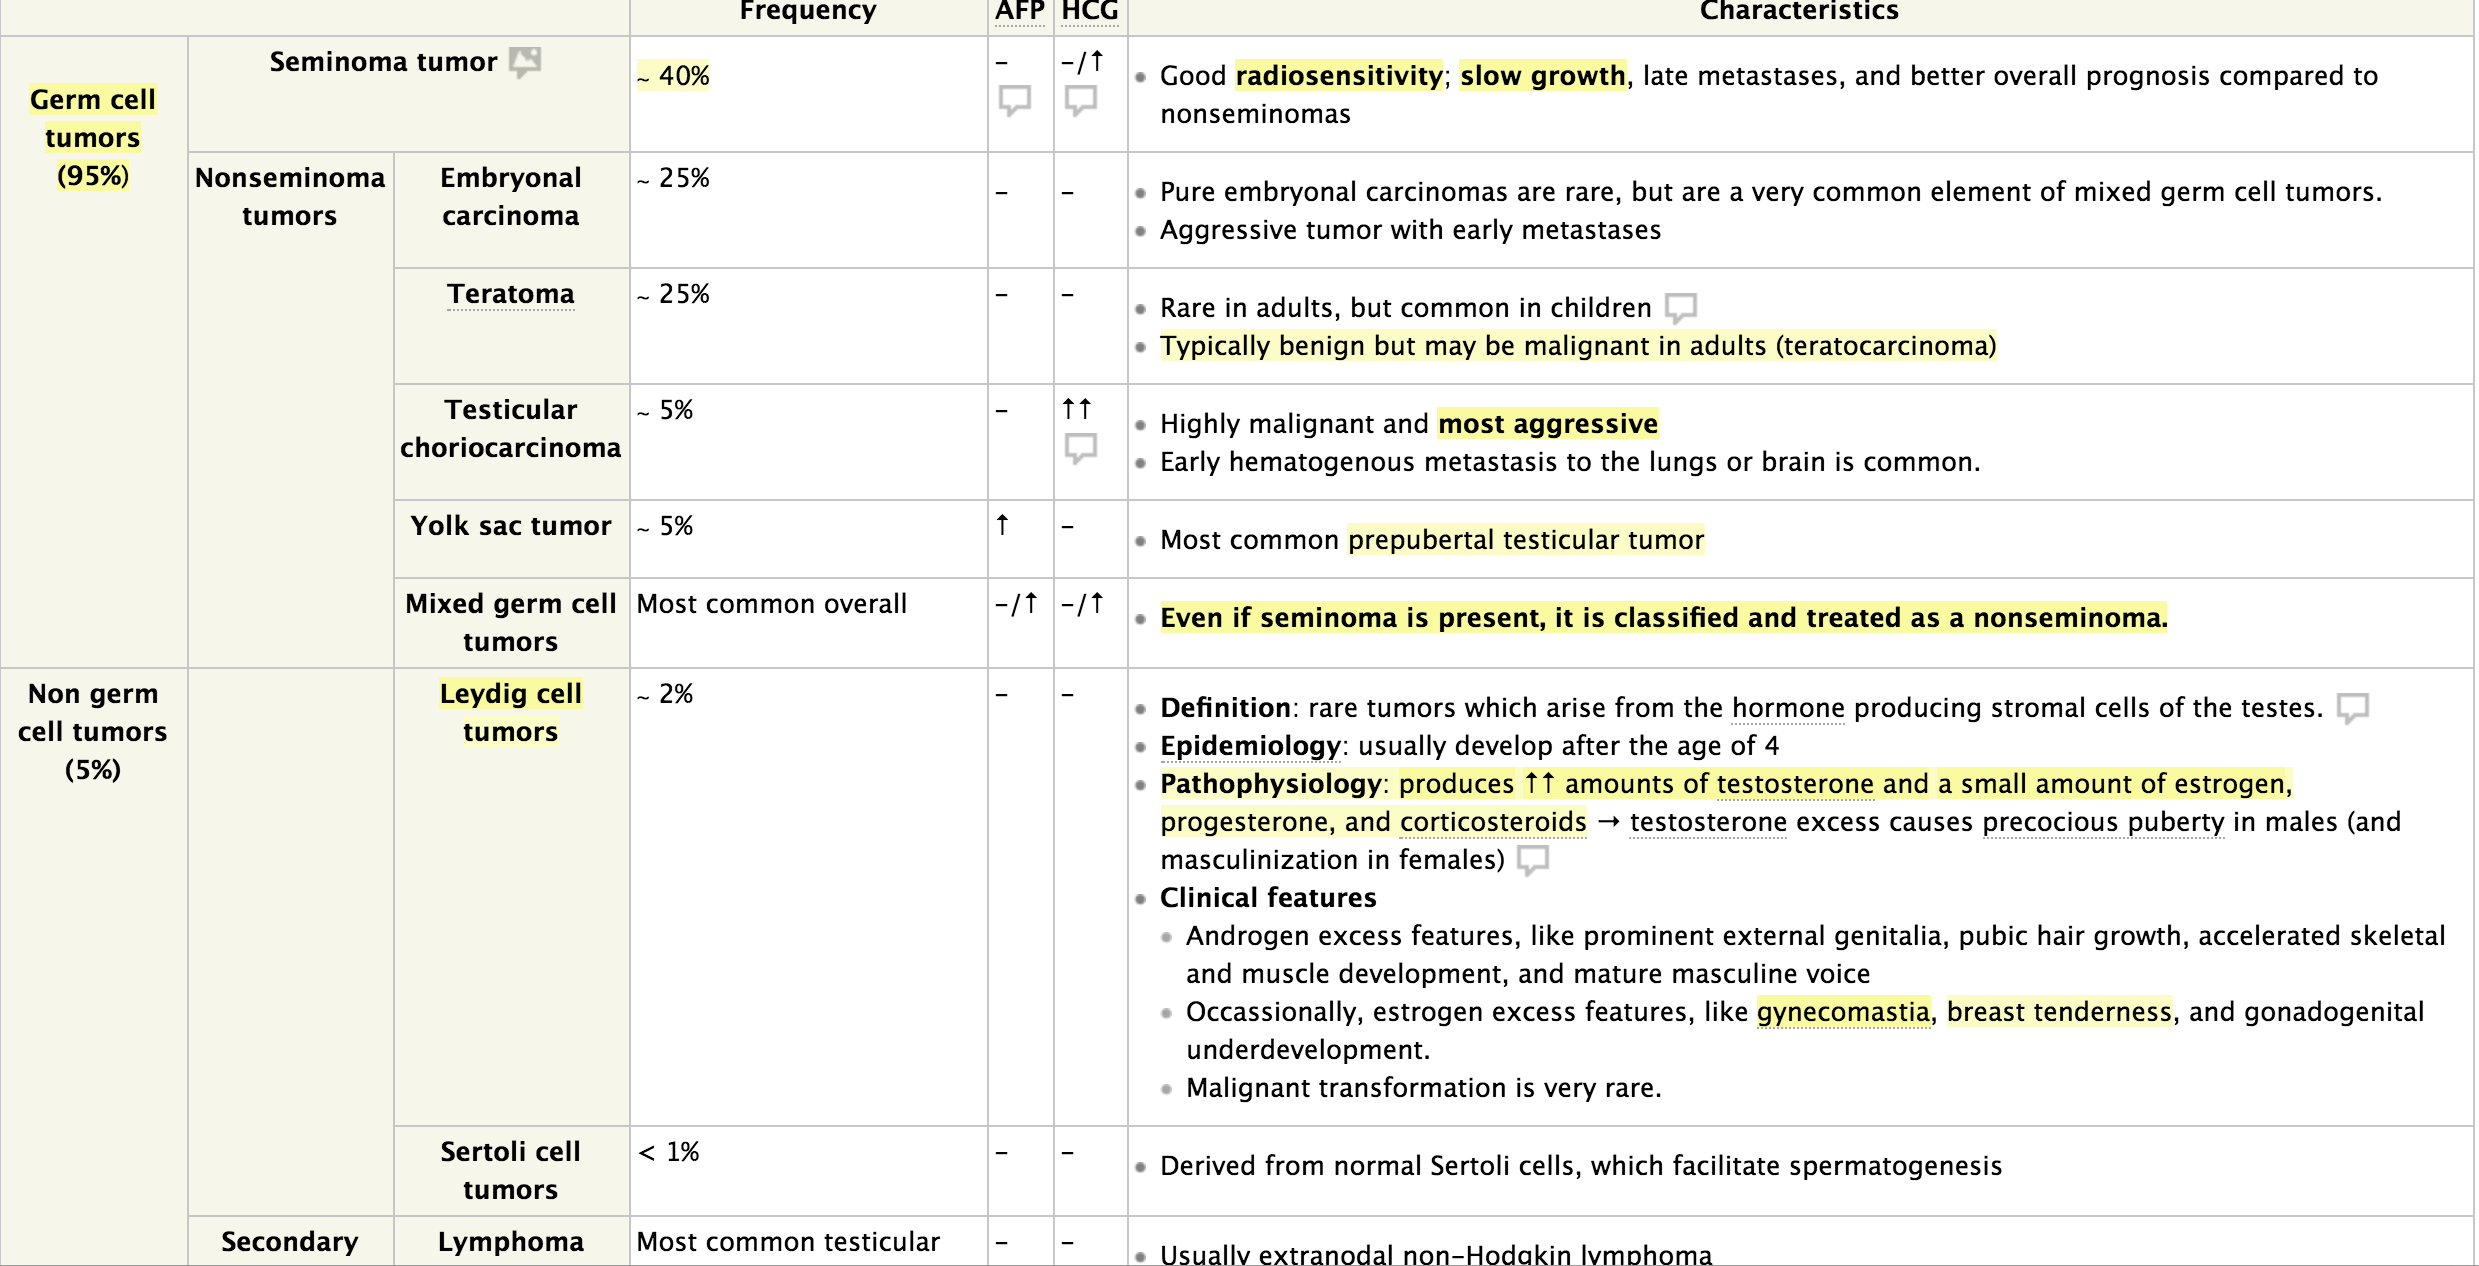 Frequency AFP HCG Characteristics
Germ cell
tumors
(95%)
Seminoma tumor
~ 40%
–
–/↑
Good radiosensitivity; slow growth, late metastases, and better overall prognosis compared to
nonseminomas
Nonseminoma
tumors
Embryonal
carcinoma
~ 25%
–
–
Pure embryonal carcinomas are rare, but are a very common element of mixed germ cell tumors.
Aggressive tumor with early metastases
Teratoma
~ 25%
–
–
Rare in adults, but common in children
Typically benign but may be malignant in adults (teratocarcinoma)
Testicular
choriocarcinoma
~ 5%
–
↑↑
Highly malignant and most aggressive
Early hematogenous metastasis to the lungs or brain is common.
Yolk sac tumor
~ 5%
↑
–
Most common prepubertal testicular tumor
Mixed germ cell
tumors
Most common overall
–/↑
–/↑
Even if seminoma is present, it is classified and treated as a nonseminoma.
Non germ
cell tumors
(5%)
Leydig cell
tumors
~ 2%
–
–
Definition: rare tumors which arise from the hormone producing stromal cells of the testes.
Epidemiology: usually develop after the age of 4
Pathophysiology: produces ↑↑ amounts of testosterone and a small amount of estrogen,
progesterone, and corticosteroids → testosterone excess causes precocious puberty in males (and
masculinization in females)
Clinical features
Androgen excess features, like prominent external genitalia, pubic hair growth, accelerated skeletal
and muscle development, and mature masculine voice
Occassionally, estrogen excess features, like gynecomastia, breast tenderness, and gonadogenital
underdevelopment.
Malignant transformation is very rare.
Sertoli cell
tumors
< 1%
–
–
Derived from normal Sertoli cells, which facilitate spermatogenesis
Secondary
Lymphoma
Most common testicular
–
–
Usually extranodal non-Hodgkin lymphoma